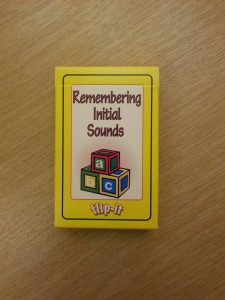 Remembering
Initial
Sounds
a
c
flip-it